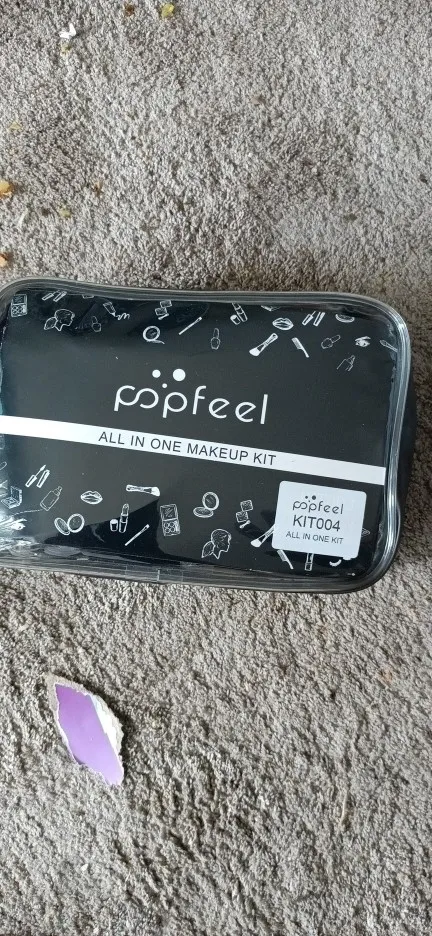 popfeel
ALL IN ONE MAKEUP KIT
popfeel
KIT004
ALL IN ONE KIT